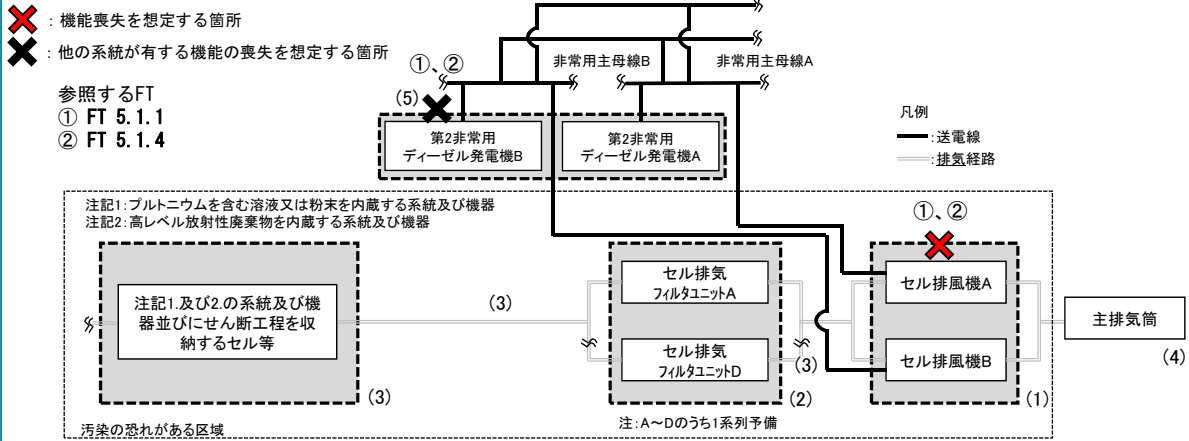 ：機能喪失を想定する箇所
：他の系統が有する機能の喪失を想定する箇所
参照するFT
① FT 5.1.1
② FT 5.1.4
①、②
非常用主母線B
非常用主母線A
(5)
第2非常用
ディーゼル発電機B
第2非常用
ディーゼル発電機A
凡例
:送電線
:排気経路
注記1:プルトニウムを含む溶液又は粉末を内蔵する系統及び機器
注記2:高レベル放射性廃棄物を内蔵する系統及び機器
①、②
注記1.及び2.の系統及び機
器並びにせん断工程を収
納するセル等
(3)
(3)
セル排気
フィルタユニットA
セル排気
フィルタユニットD
(3)
(2)
セル排風機A
セル排風機B
(1)
主排気筒
(4)
注:A～Dのうち1系列予備
汚染の恐れがある区域